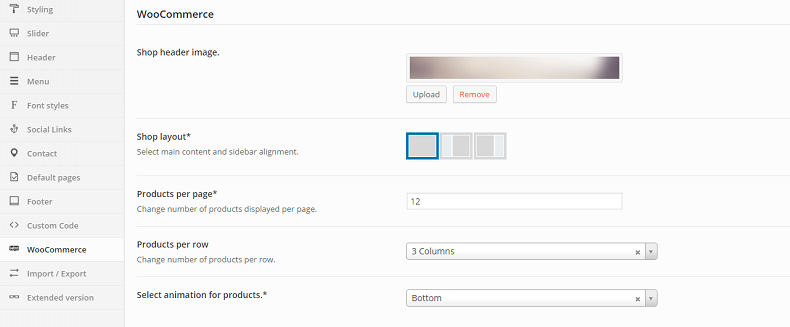 Styling
Slider
Header
Menu
Font styles
Social Links
Contact
Default pages
Footer
Custom Code
WooCommerce
Import / Export
Extended version
WooCommerce
Shop header image.
Upload Remove
Shop layout*
Select main content and sidebar alignment.
Products per page*
Change number of products displayed per page.
12
Products per row
Change number of products per row.
3 Columns
Select animation for products.*
Bottom